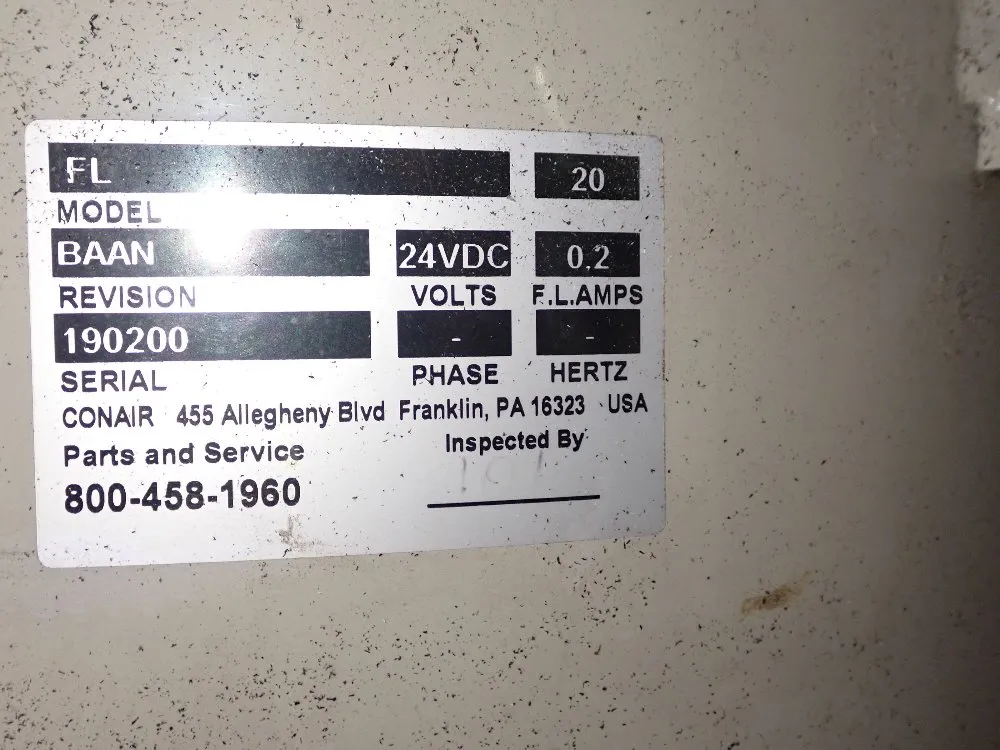 FL 20
MODEL
BAAN 24VDC 0.2
REVISION VOLTS F.L.AMPS
190200 - -
SERIAL PHASE HERTZ
CONAIR 455 Allegheny Blvd Franklin, PA 16323 USA
Parts and Service Inspected By
800-458-1960